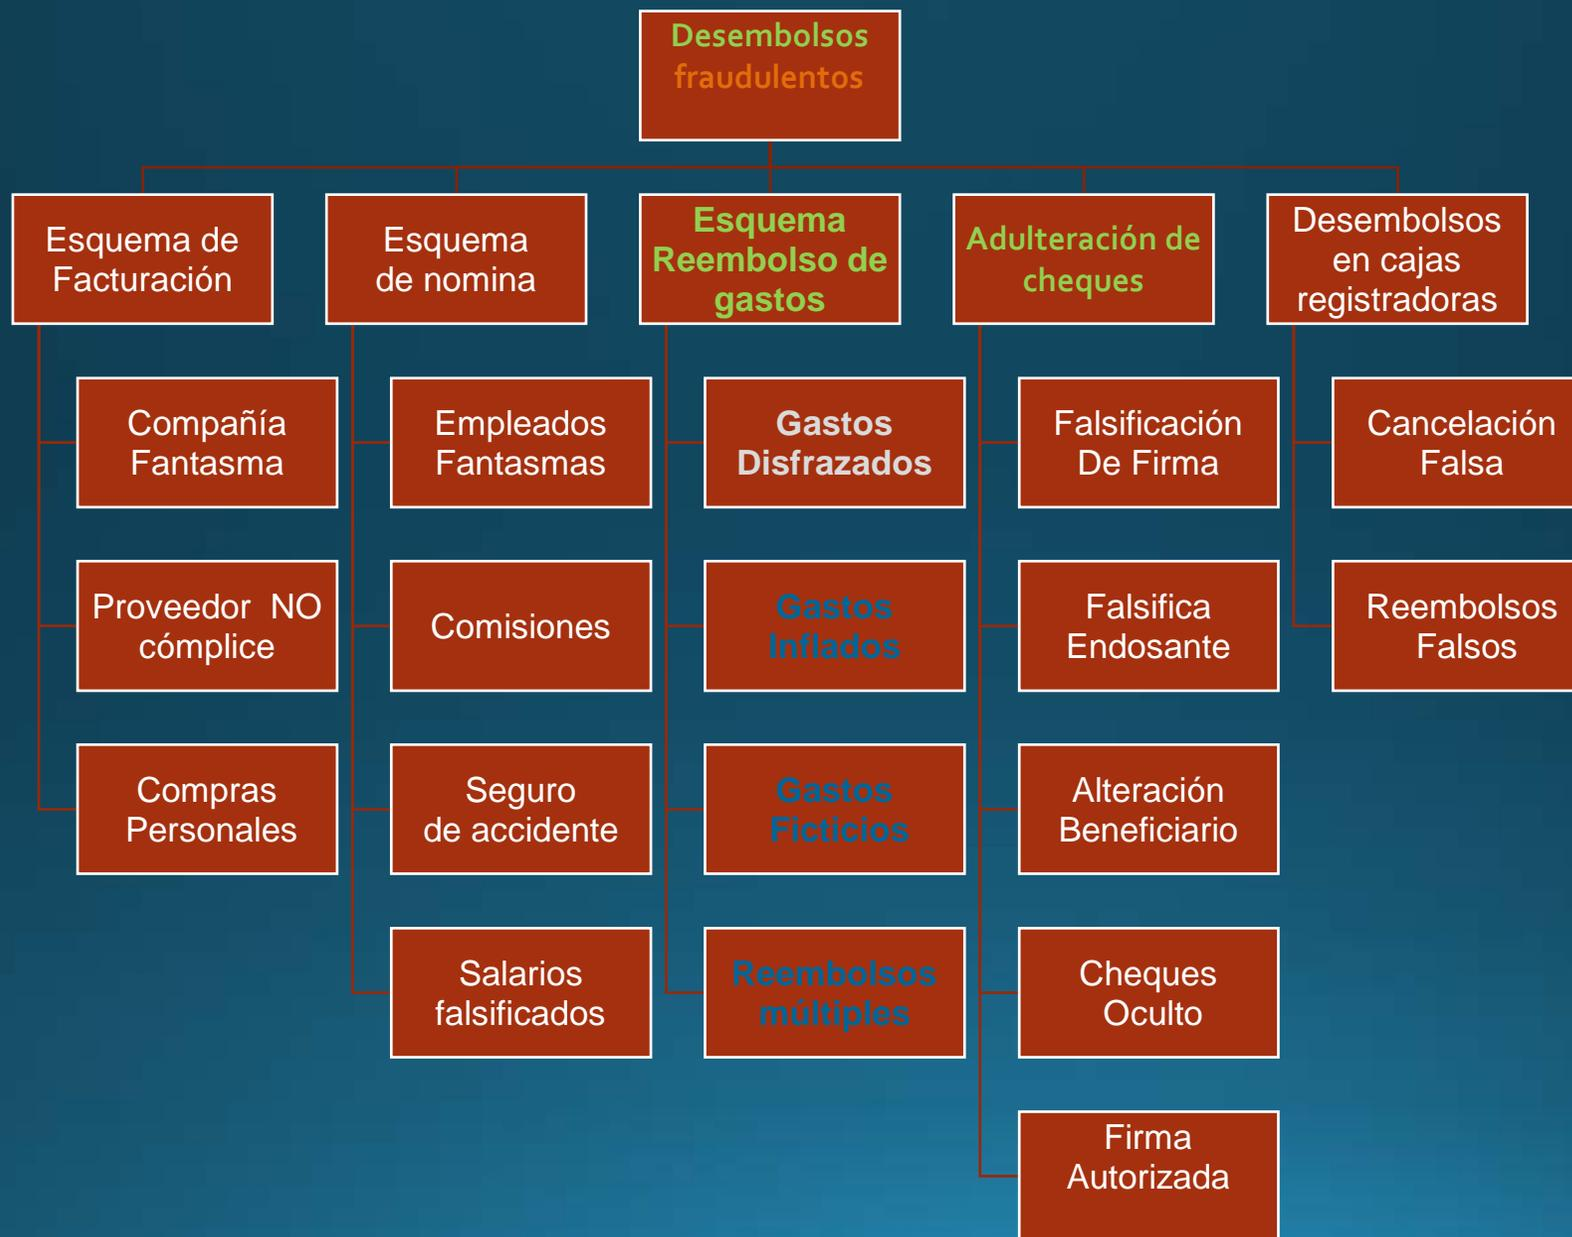 Desembolsos
fraudulentos
Esquema de
Facturación
Compañía
Fantasma
Proveedor NO
cómplice
Compras
Personales
Esquema
de nomina
Empleados
Fantasmas
Comisiones
Seguro
de accidente
Salarios
falsificados
Esquema
Reembolso de
gastos
Gastos
Disfrazados
Gastos
Inflados
Gastos
Ficticios
Reembolsos
múltiples
Adulteración de
cheques
Falsificación
De Firma
Falsifica
Endosante
Alteración
Beneficiario
Cheques
Oculto
Firma
Autorizada
Desembolsos
en cajas
registradoras
Cancelación
Falsa
Reembolsos
Falsos